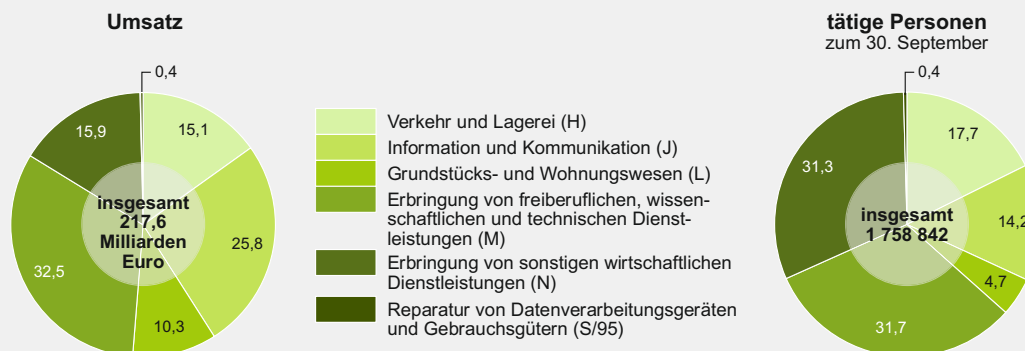 Umsatz
0,4
15,9
15,1
25,8
32,5
10,3
insgesamt
217,6
Milliarden
Euro
Verkehr und Lagerei (H)
Information und Kommunikation (J)
Grundstücks- und Wohnungswesen (L)
Erbringung von freiberuflichen, wissen-
schaftlichen und technischen Dienst-
leistungen (M)
Erbringung von sonstigen wirtschaftlichen
Dienstleistungen (N)
Reparatur von Datenverarbeitungsgeräten
und Gebrauchsgütern (S/95)
tätige Personen
zum 30. September
0,4
31,3
17,7
14,2
4,7
31,7
insgesamt
1 758 842